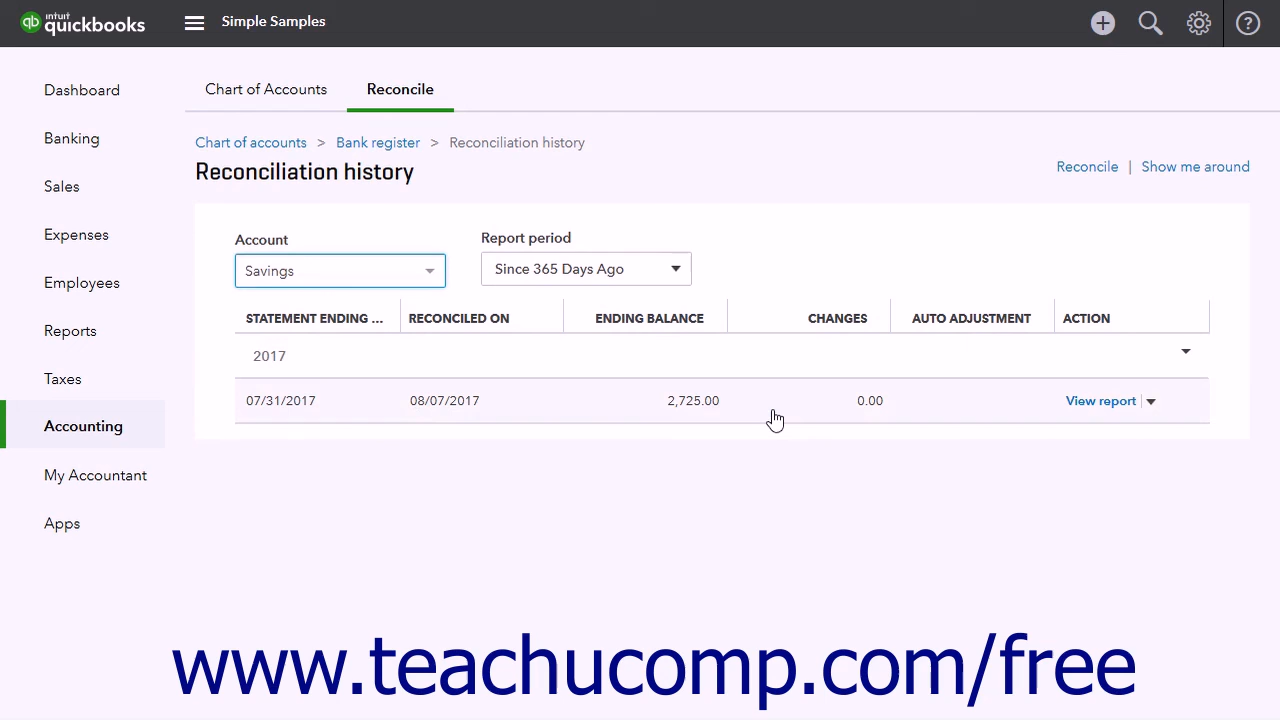 intuit
quickbooks
Simple Samples
Dashboard
Banking
Sales
Expenses
Employees
Reports
Taxes
Accounting
My Accountant
Apps
Chart of Accounts Reconcile
Chart of accounts > Bank register > Reconciliation history
Reconciliation history
Reconcile | Show me around
Account Report period
Savings Since 365 Days Ago
STATEMENT ENDING ... RECONCILED ON ENDING BALANCE CHANGES AUTO ADJUSTMENT ACTION
2017
07/31/2017 08/07/2017 2,725.00 0.00 View report
www.teachucomp.com/free